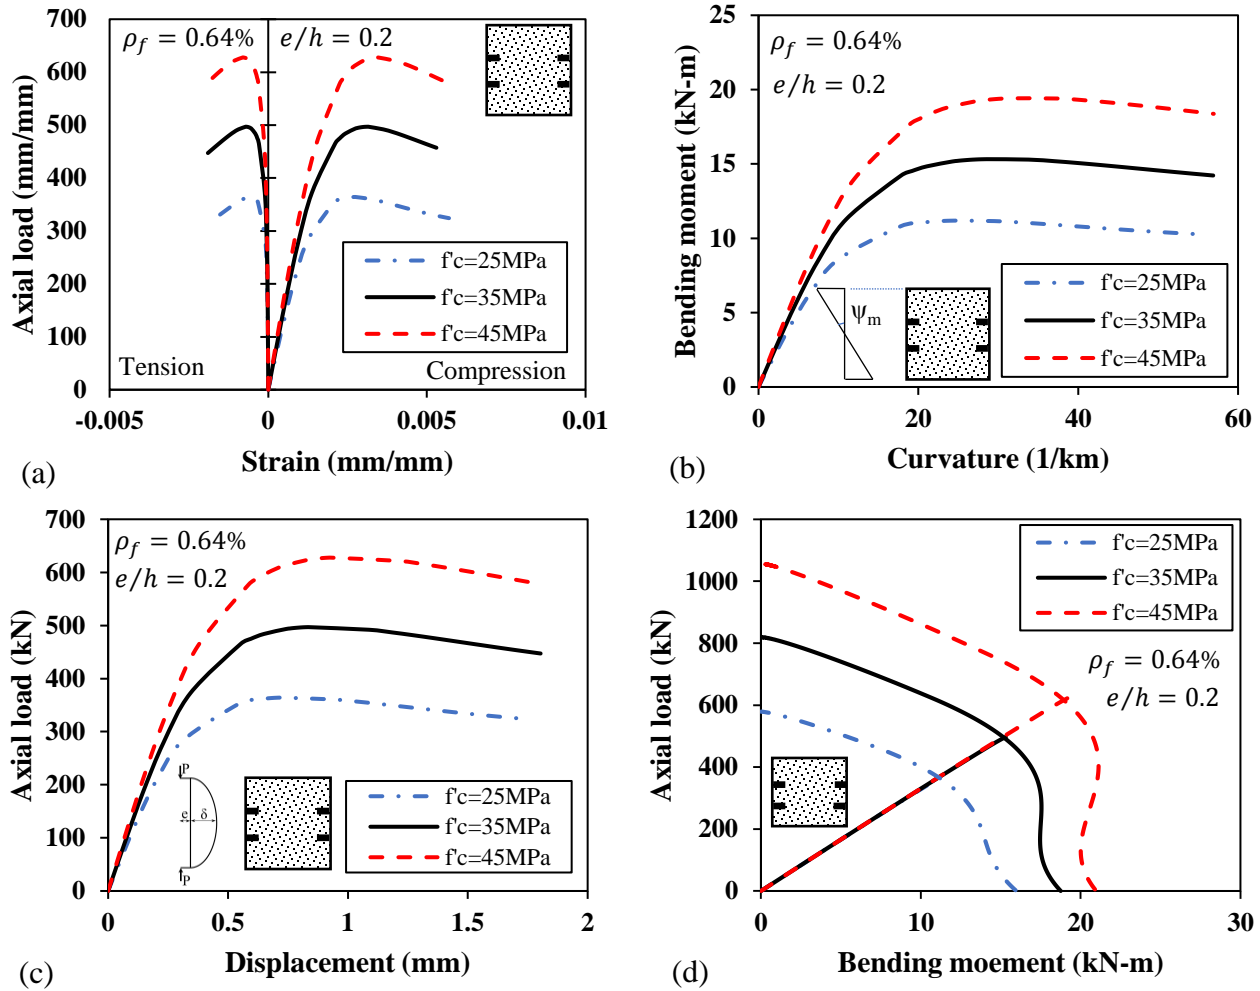 700
600
500
400
300
200
100
0
Axial load (mm/mm)
ρf = 0.64%
e/h = 0.2
f'c=25MPa
f'c=35MPa
f'c=45MPa
Tension
Compression
-0.005
0
0.005
0.01
Strain (mm/mm)
(a)
25
20
15
10
5
0
Bending moment (kN-m)
ρf = 0.64%
e/h = 0.2
ψm
f'c=25MPa
f'c=35MPa
f'c=45MPa
0
20
40
60
Curvature (1/km)
(b)
700
600
500
400
300
200
100
0
Axial load (kN)
ρf = 0.64%
e/h = 0.2
P
e
δ
P
f'c=25MPa
f'c=35MPa
f'c=45MPa
0
0.5
1
1.5
2
Displacement (mm)
(c)
1200
1000
800
600
400
200
0
Axial load (kN)
f'c=25MPa
f'c=35MPa
f'c=45MPa
ρf = 0.64%
e/h = 0.2
0
10
20
30
Bending moement (kN-m)
(d)